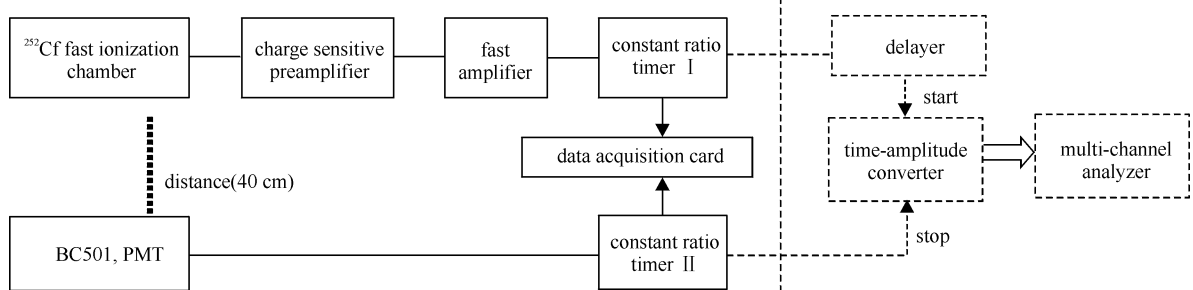 ²⁵²Cf fast ionization
chamber
charge sensitive
preamplifier
fast
amplifier
constant ratio
timer Ⅰ
delayer
start
data acquisition card
time-amplitude
converter
multi-channel
analyzer
distance(40 cm)
BC501, PMT
constant ratio
timer Ⅱ
stop